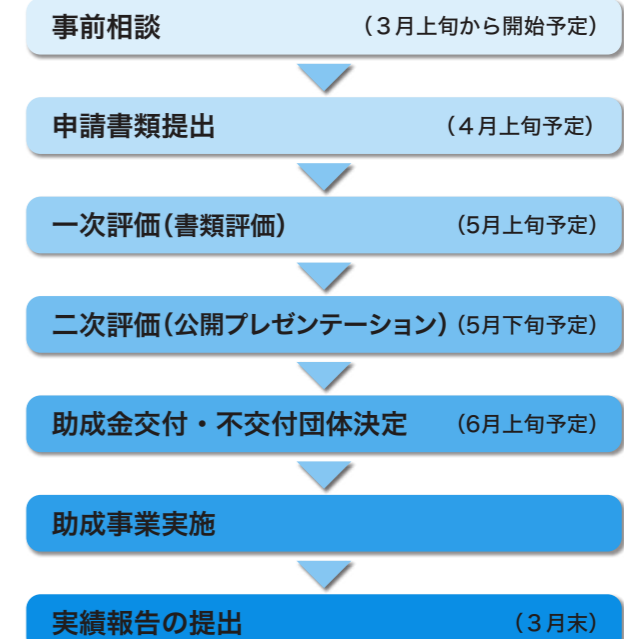 事前相談 （３月上旬から開始予定）
申請書類提出 （４月上旬予定）
一次評価（書類評価） （5月上旬予定）
二次評価（公開プレゼンテーション）（5月下旬予定）
助成金交付・不交付団体決定 （6月上旬予定）
助成事業実施
実績報告の提出 （３月末）